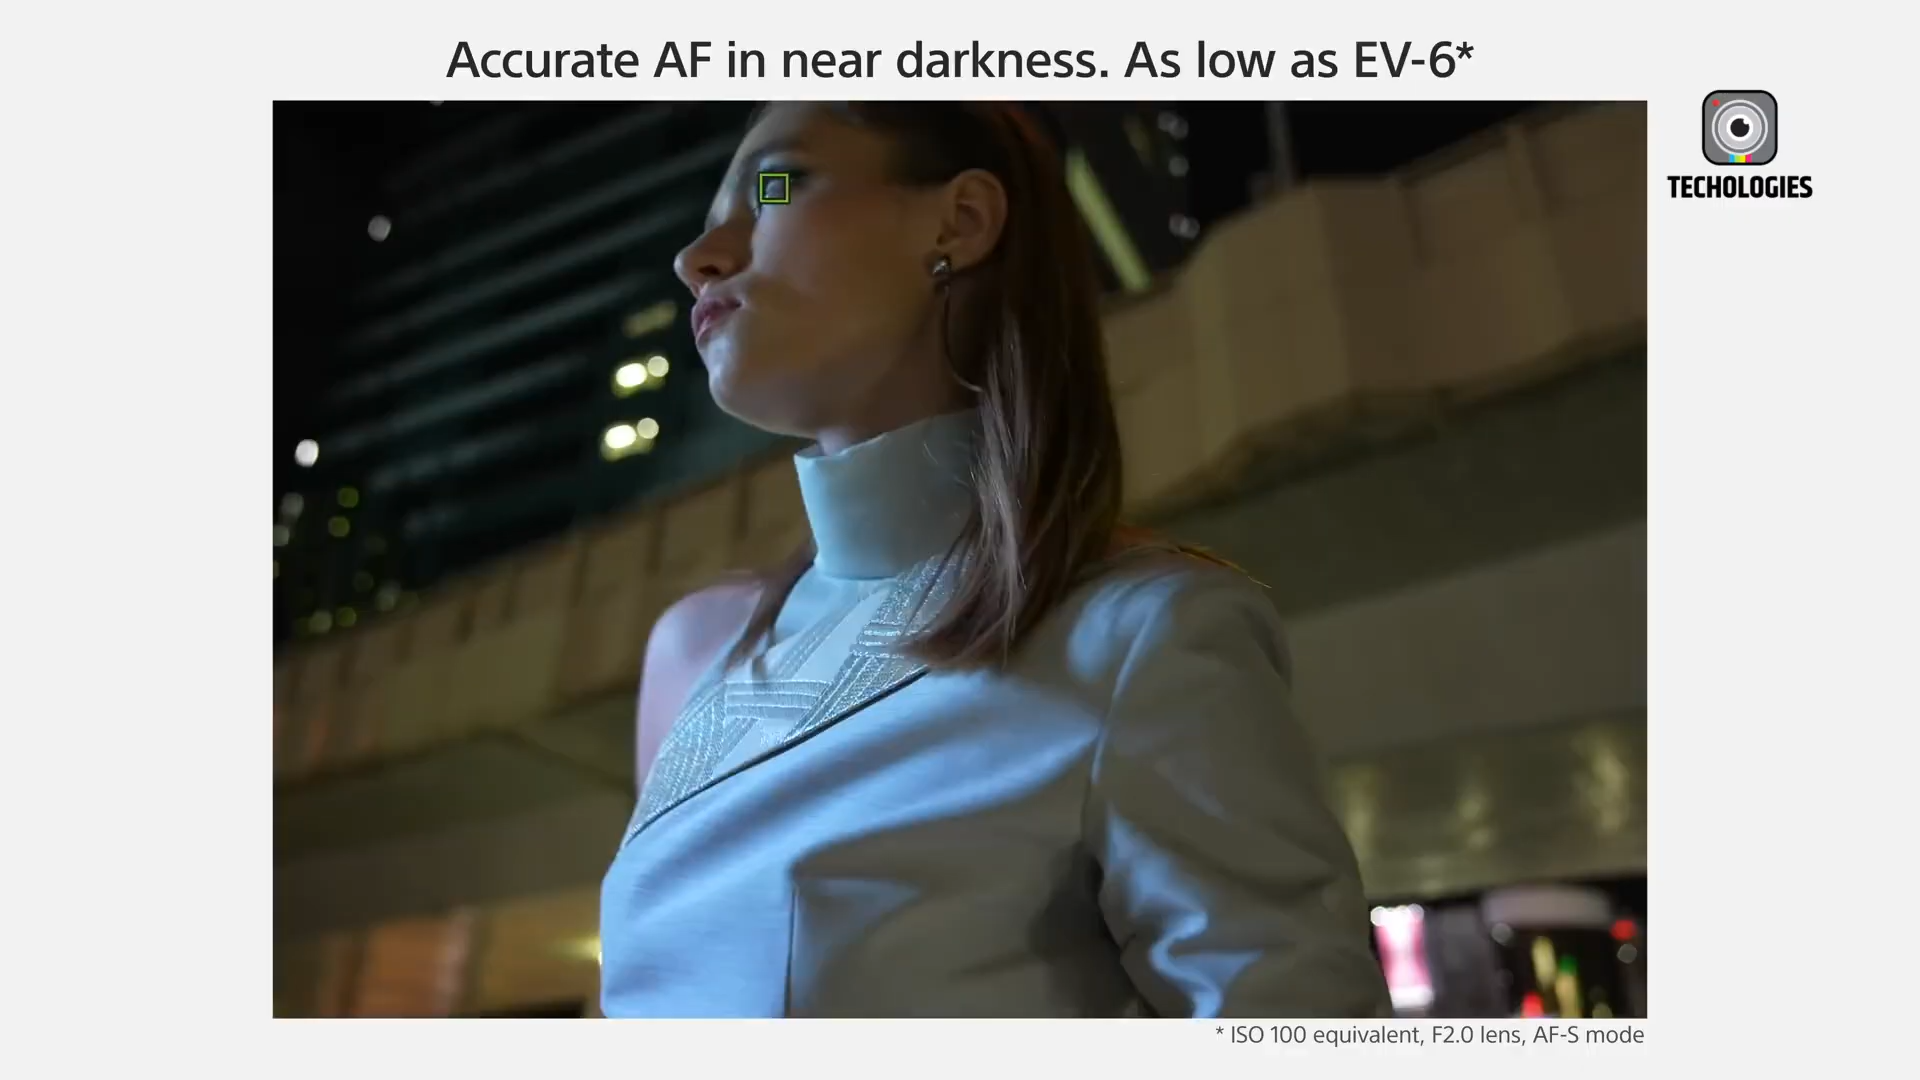 Accurate AF in near darkness. As low as EV-6*
TECHOLOGIES
* ISO 100 equivalent, F2.0 lens, AF-S mode